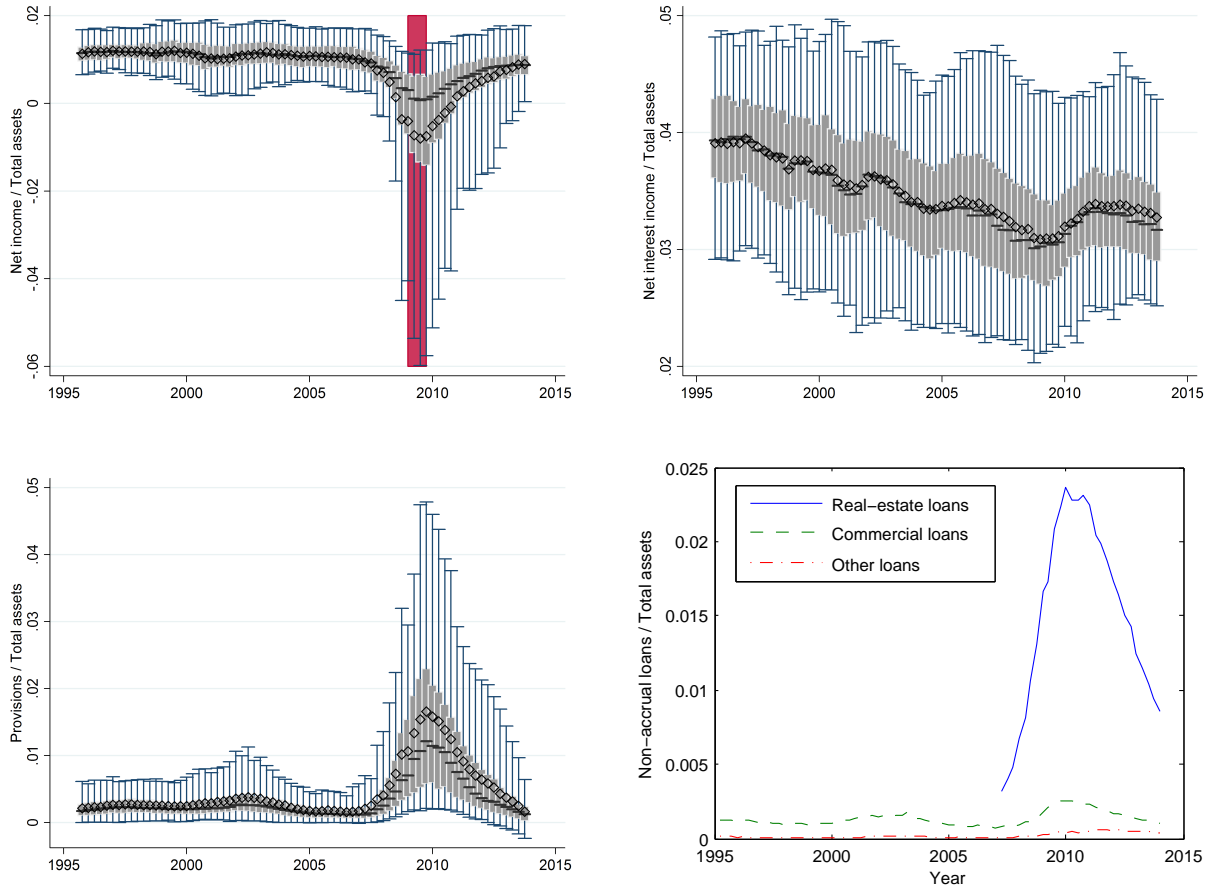 Net income / Total assets
.02
0
-.02
-.04
-.06
1995 2000 2005 2010 2015
Net interest income / Total assets
.05
.04
.03
.02
1995 2000 2005 2010 2015
Provisions / Total assets
.05
.04
.03
.02
.01
0
1995 2000 2005 2010 2015
Non−accrual loans / Total assets
0.025
0.02
0.015
0.01
0.005
0
Real−estate loans
Commercial loans
Other loans
1995 2000 2005 2010 2015
Year